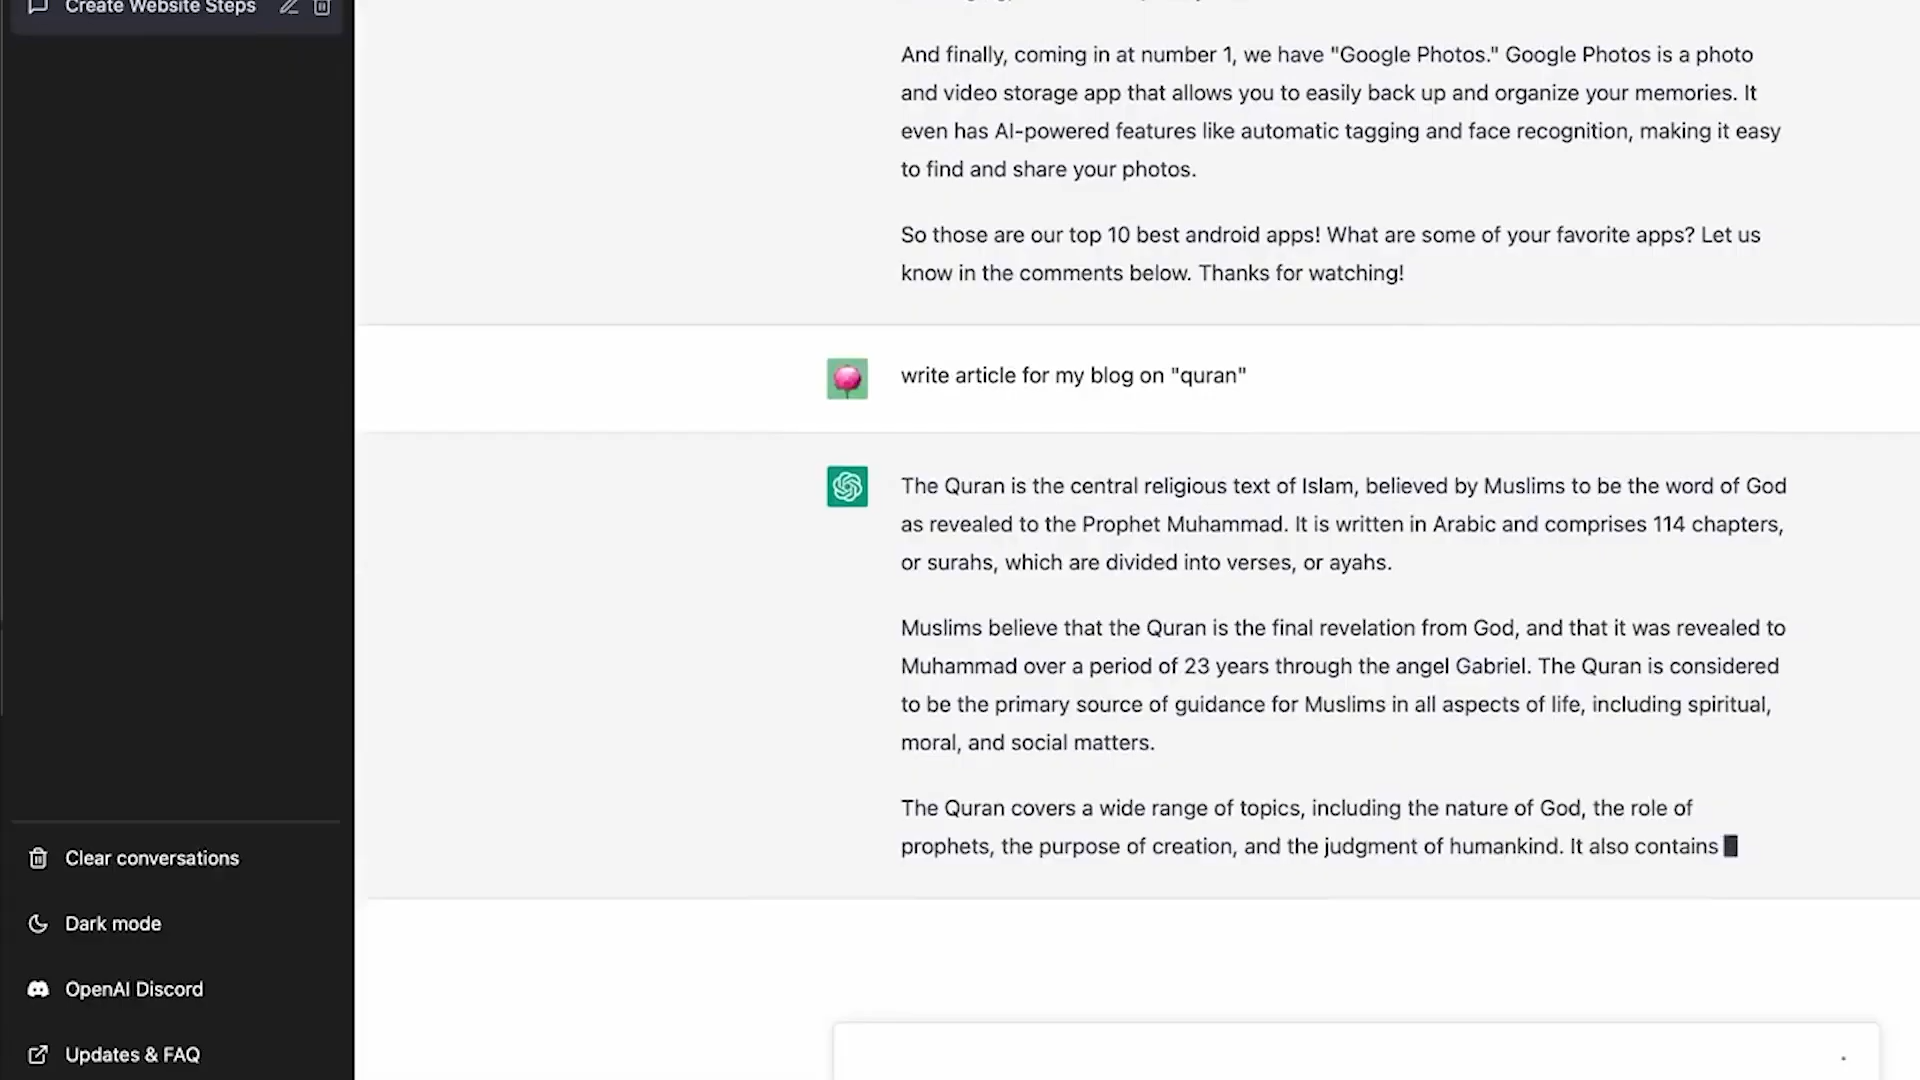 Create Website Steps
Clear conversations
Dark mode
OpenAI Discord
Updates & FAQ
And finally, coming in at number 1, we have "Google Photos." Google Photos is a photo
and video storage app that allows you to easily back up and organize your memories. It
even has AI-powered features like automatic tagging and face recognition, making it easy
to find and share your photos.
So those are our top 10 best android apps! What are some of your favorite apps? Let us
know in the comments below. Thanks for watching!
write article for my blog on "quran"
The Quran is the central religious text of Islam, believed by Muslims to be the word of God
as revealed to the Prophet Muhammad. It is written in Arabic and comprises 114 chapters,
or surahs, which are divided into verses, or ayahs.
Muslims believe that the Quran is the final revelation from God, and that it was revealed to
Muhammad over a period of 23 years through the angel Gabriel. The Quran is considered
to be the primary source of guidance for Muslims in all aspects of life, including spiritual,
moral, and social matters.
The Quran covers a wide range of topics, including the nature of God, the role of
prophets, the purpose of creation, and the judgment of humankind. It also contains